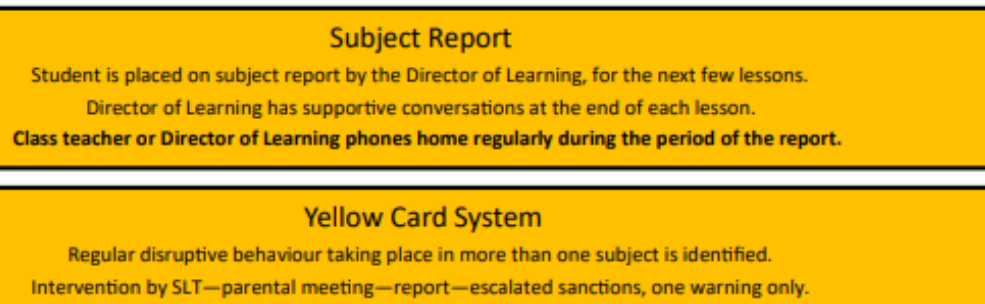 Subject Report
Student is placed on subject report by the Director of Learning, for the next few lessons.
Director of Learning has supportive conversations at the end of each lesson.
Class teacher or Director of Learning phones home regularly during the period of the report.
Yellow Card System
Regular disruptive behaviour taking place in more than one subject is identified.
Intervention by SLT—parental meeting—report—escalated sanctions, one warning only.